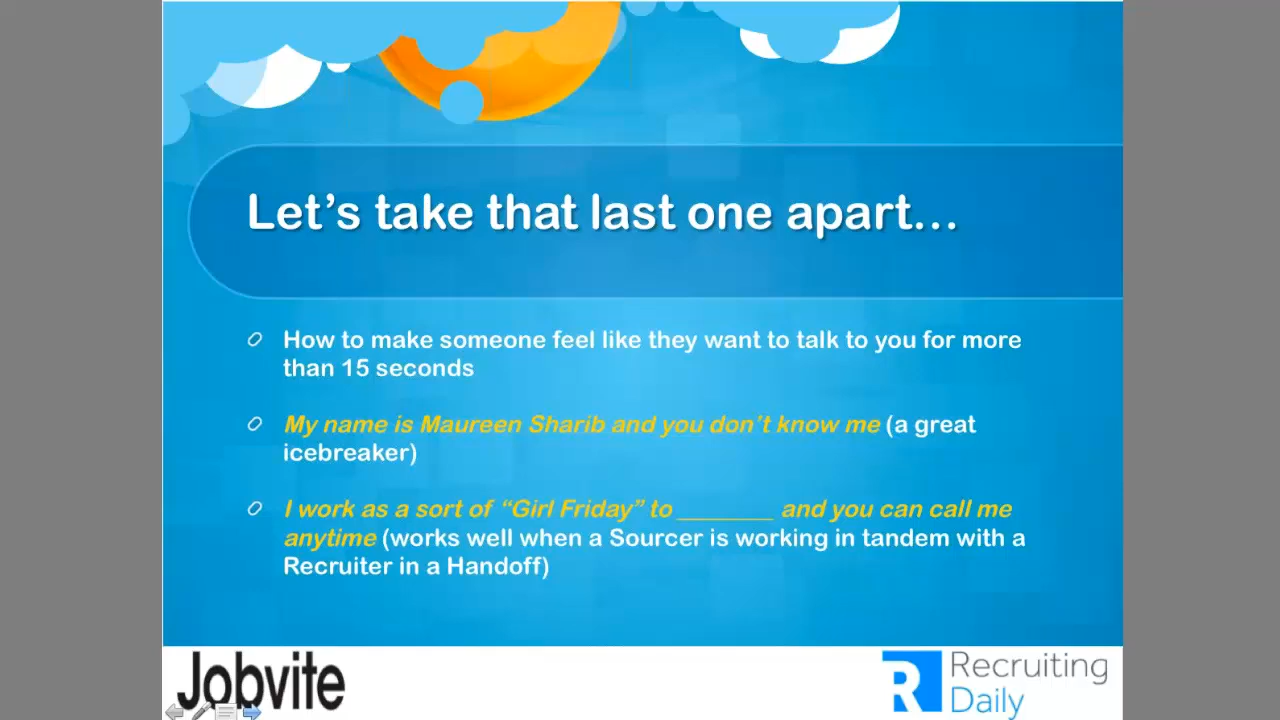 Let’s take that last one apart...
How to make someone feel like they want to talk to you for more
than 15 seconds
My name is Maureen Sharib and you don’t know me (a great
icebreaker)
I work as a sort of “Girl Friday” to ________ and you can call me
anytime (works well when a Sourcer is working in tandem with a
Recruiter in a Handoff)
Jobvite
R
Recruiting
Daily